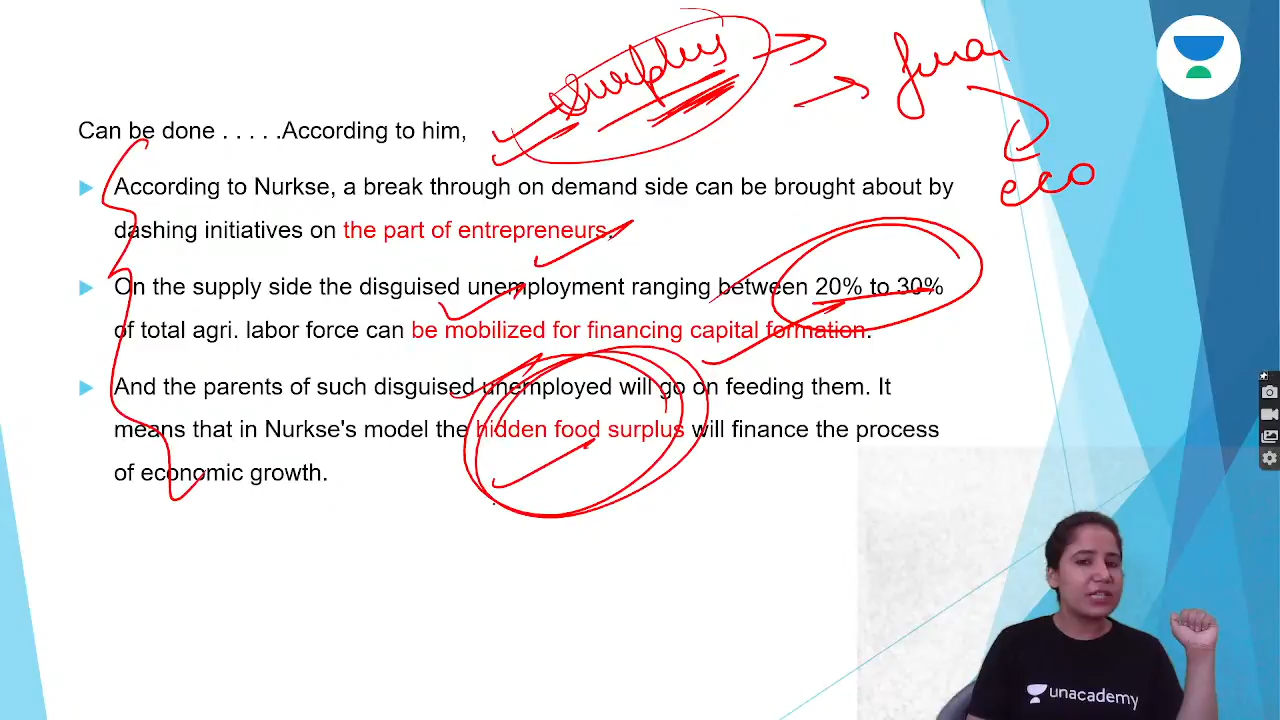 surplus
Can be done . . . . .According to him,
According to Nurkse, a break through on demand side can be brought about by
dashing initiatives on the part of entrepreneurs.
On the supply side the disguised unemployment ranging between 20% to 30%
of total agri. labor force can be mobilized for financing capital formation.
And the parents of such disguised unemployed will go on feeding them. It
means that in Nurkse's model the hidden food surplus will finance the process
of economic growth.
eco
unacademy